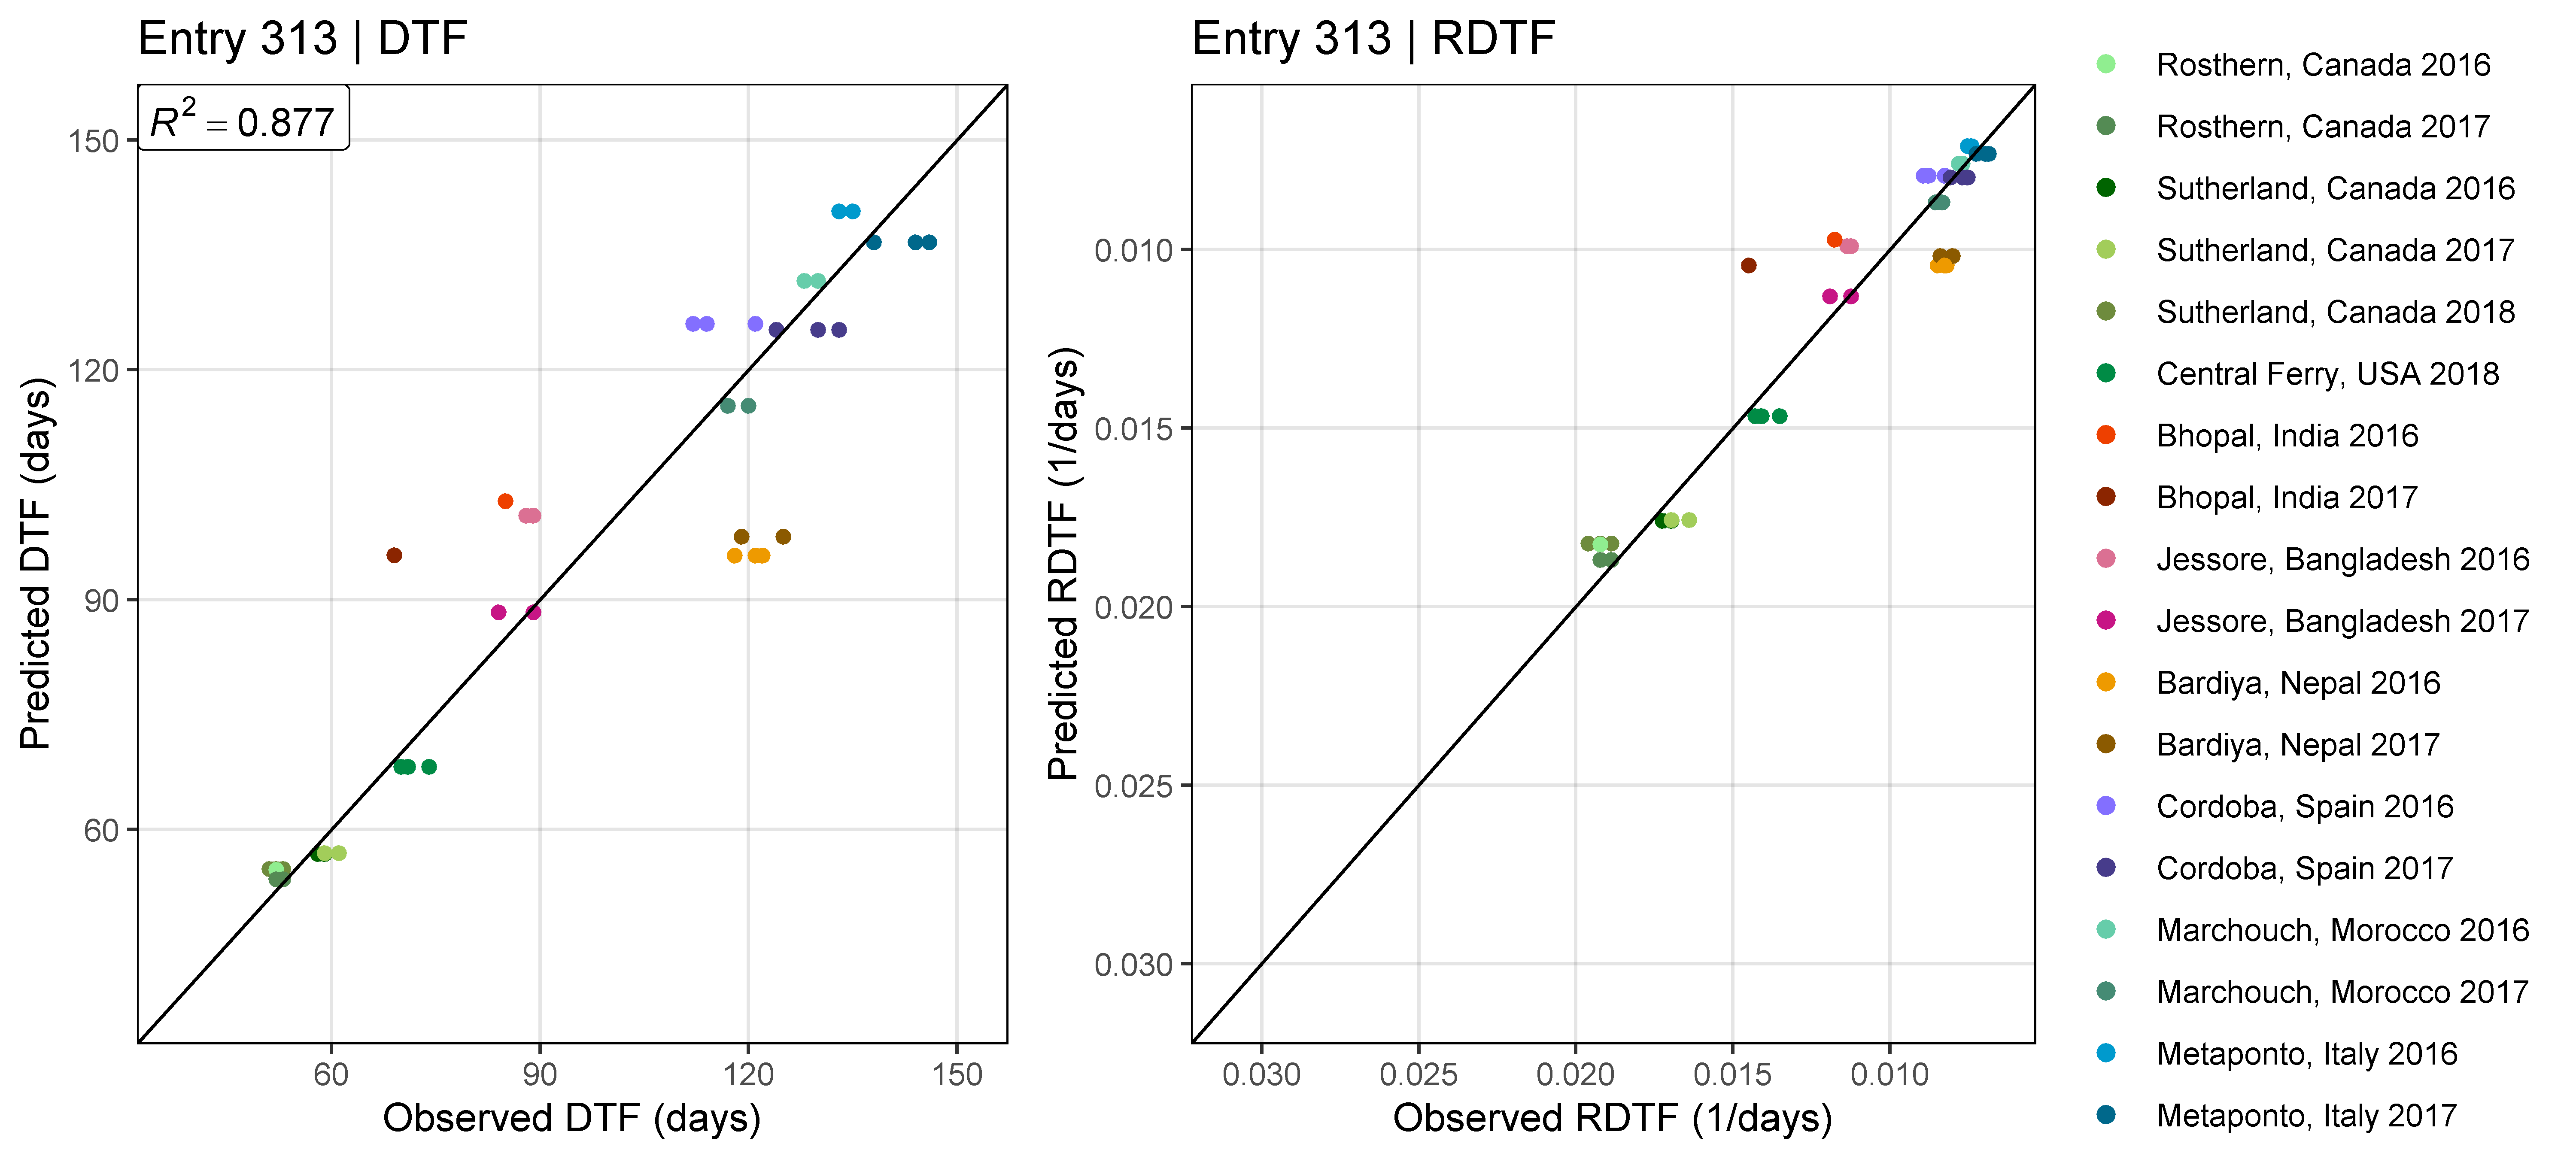 Entry 313 | DTF
R² = 0.877
150
120
90
60
Predicted DTF (days)
60
90
120
150
Observed DTF (days)
Entry 313 | RDTF
0.010
0.015
0.020
0.025
0.030
Predicted RDTF (1/days)
0.030
0.025
0.020
0.015
0.010
Observed RDTF (1/days)
Rosthern, Canada 2016
Rosthern, Canada 2017
Sutherland, Canada 2016
Sutherland, Canada 2017
Sutherland, Canada 2018
Central Ferry, USA 2018
Bhopal, India 2016
Bhopal, India 2017
Jessore, Bangladesh 2016
Jessore, Bangladesh 2017
Bardiya, Nepal 2016
Bardiya, Nepal 2017
Cordoba, Spain 2016
Cordoba, Spain 2017
Marchouch, Morocco 2016
Marchouch, Morocco 2017
Metaponto, Italy 2016
Metaponto, Italy 2017